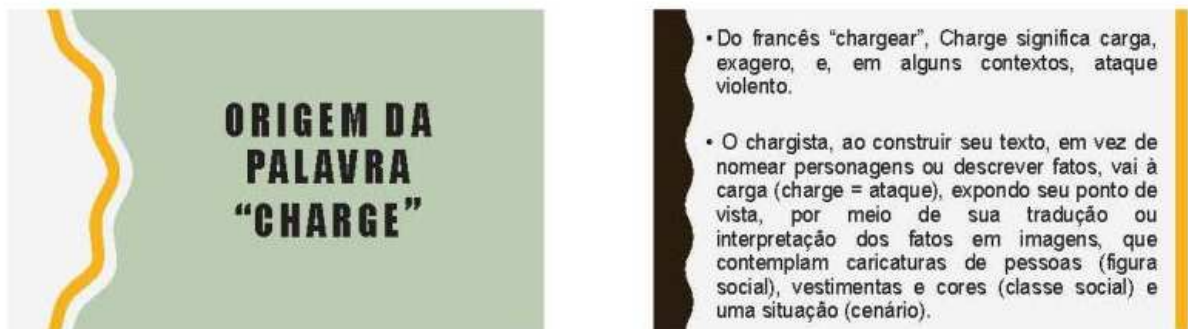 ORIGEM DA
PALAVRA
“CHARGE”
• Do francês “chargear”, Charge significa carga,
exagero, e, em alguns contextos, ataque
violento.
• O chargista, ao construir seu texto, em vez de
nomear personagens ou descrever fatos, vai à
carga (charge = ataque), expondo seu ponto de
vista, por meio de sua tradução ou
interpretação dos fatos em imagens, que
contemplam caricaturas de pessoas (figura
social), vestimentas e cores (classe social) e
uma situação (cenário).